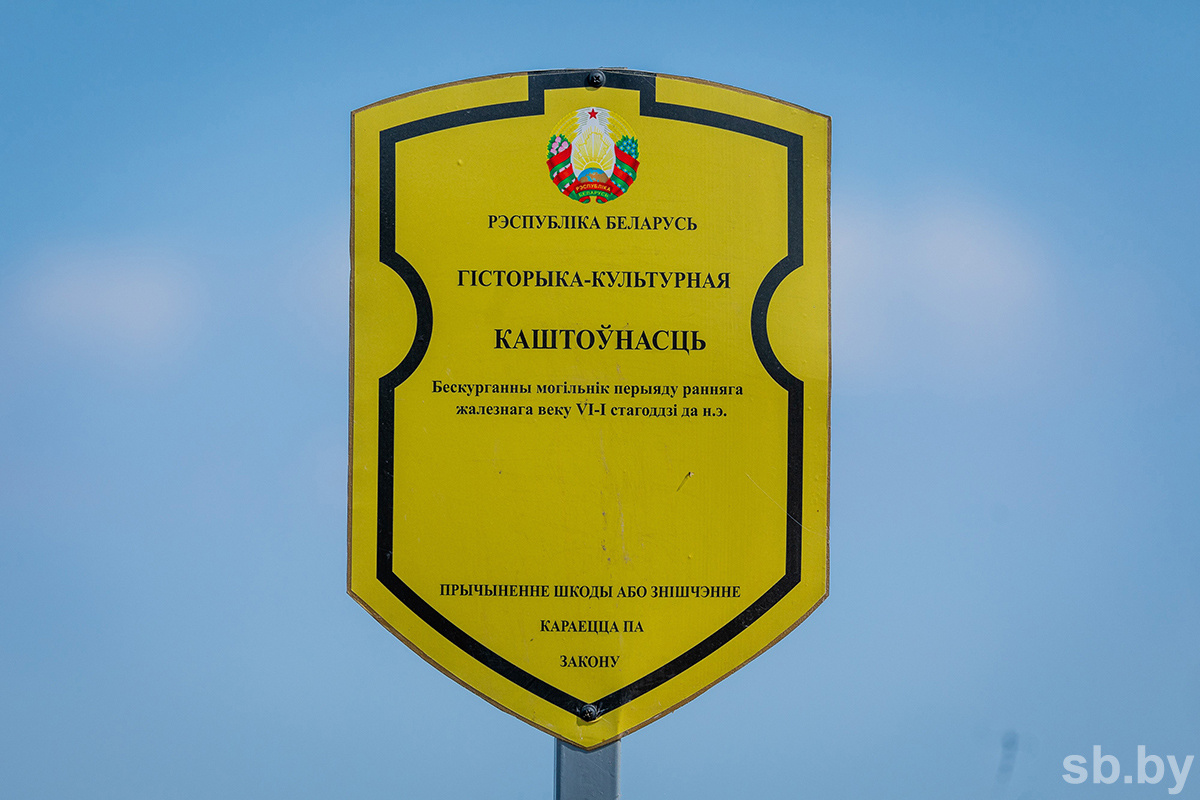 РЭСПУБЛІКА
БЕЛАРУСЬ
РЭСПУБЛІКА БЕЛАРУСЬ
ГІСТОРЫКА-КУЛЬТУРНАЯ
КАШТОЎНАСЦЬ
Бескурганны могільнік перыяду ранняга
жалезнага веку VI-I стагоддзі да н.э.
ПРЫЧЫНЕННЕ ШКОДЫ АБО ЗНІШЧЭННЕ
КАРАЕЦЦА ПА
ЗАКОНУ
sb.by